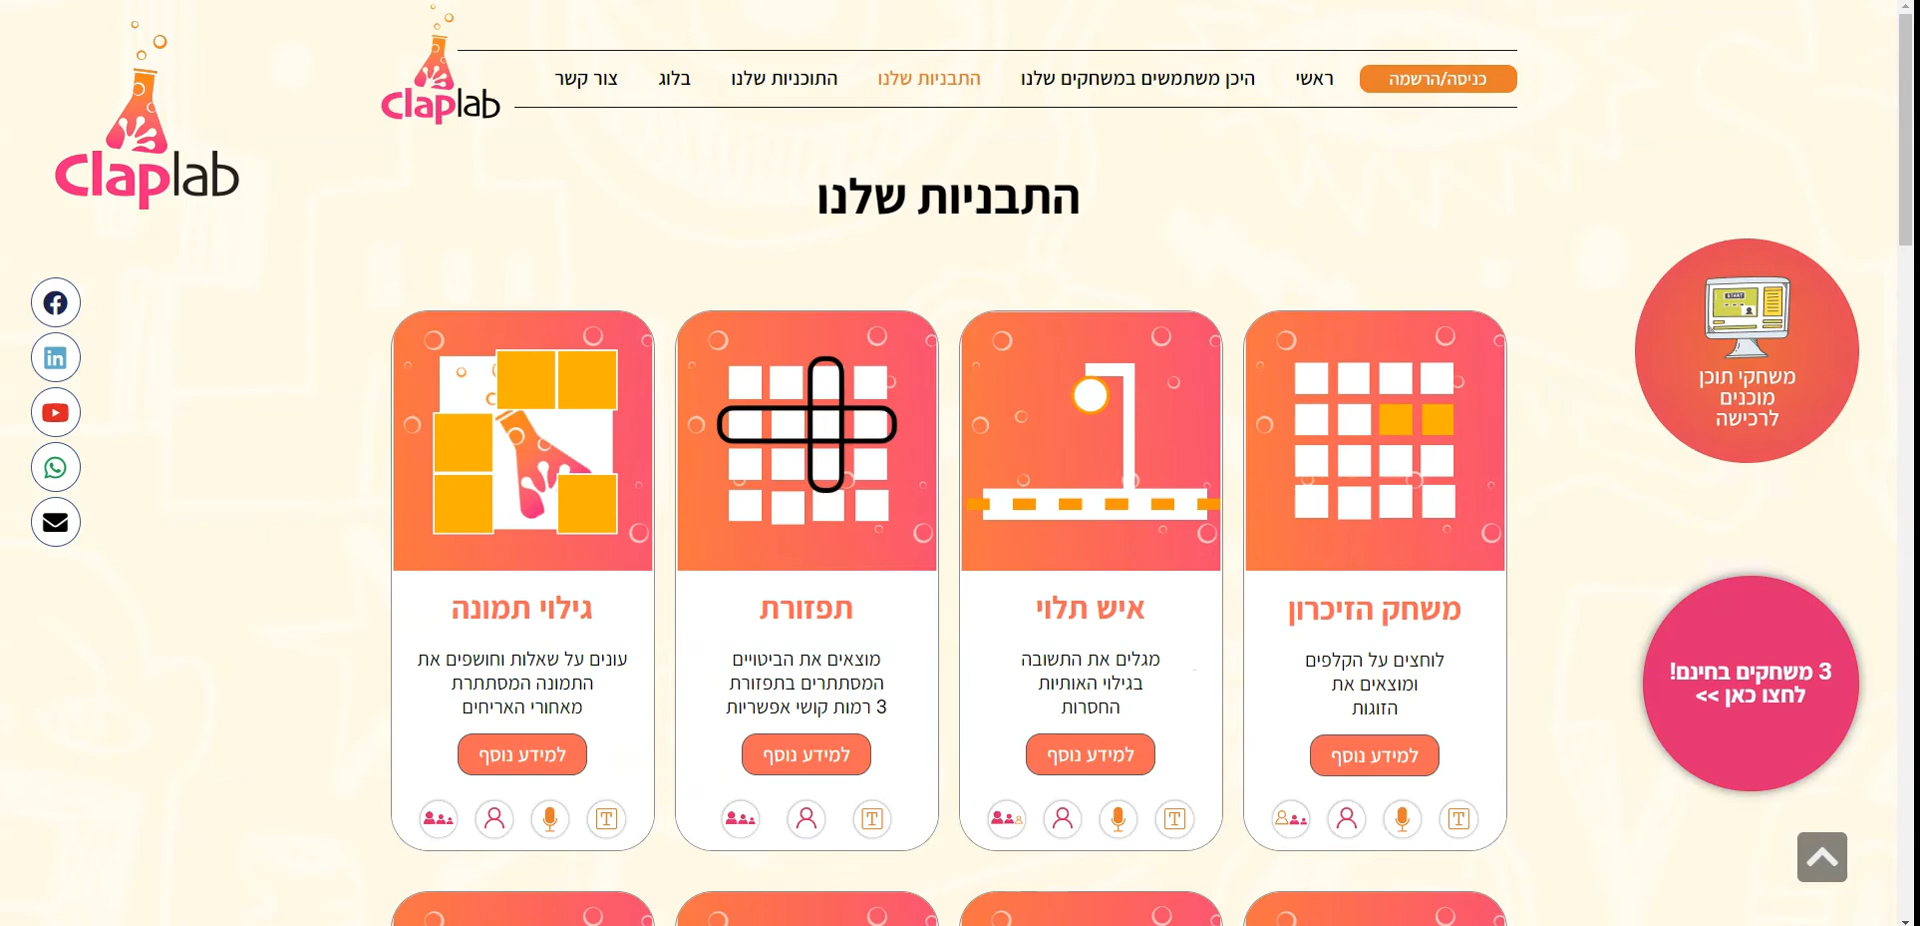 claplab
claplab
כניסה/הרשמה
ראשי
היכן משתמשים במשחקים שלנו
התבניות שלנו
התוכניות שלנו
בלוג
צור קשר
התבניות שלנו
משחק הזיכרון
לוחצים על הקלפים
ומוצאים את
הזוגות
למידע נוסף
T
איש תלוי
מגלים את התשובה
בגילוי האותיות
החסרות
למידע נוסף
T
תפזורת
מוצאים את הביטויים
המסתתרים בתפזורת
3 רמות קושי אפשריות
למידע נוסף
T
גילוי תמונה
עונים על שאלות וחושפים את
התמונה המסתתרת
מאחורי האריחים
למידע נוסף
T
START
משחקי תוכן
מוכנים
לרכישה
3 משחקים בחינם!
לחצו כאן >>